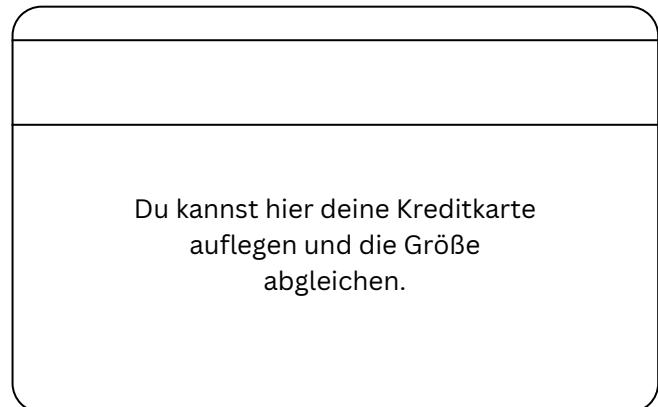 Du kannst hier deine Kreditkarte
auflegen und die Größe
abgleichen.